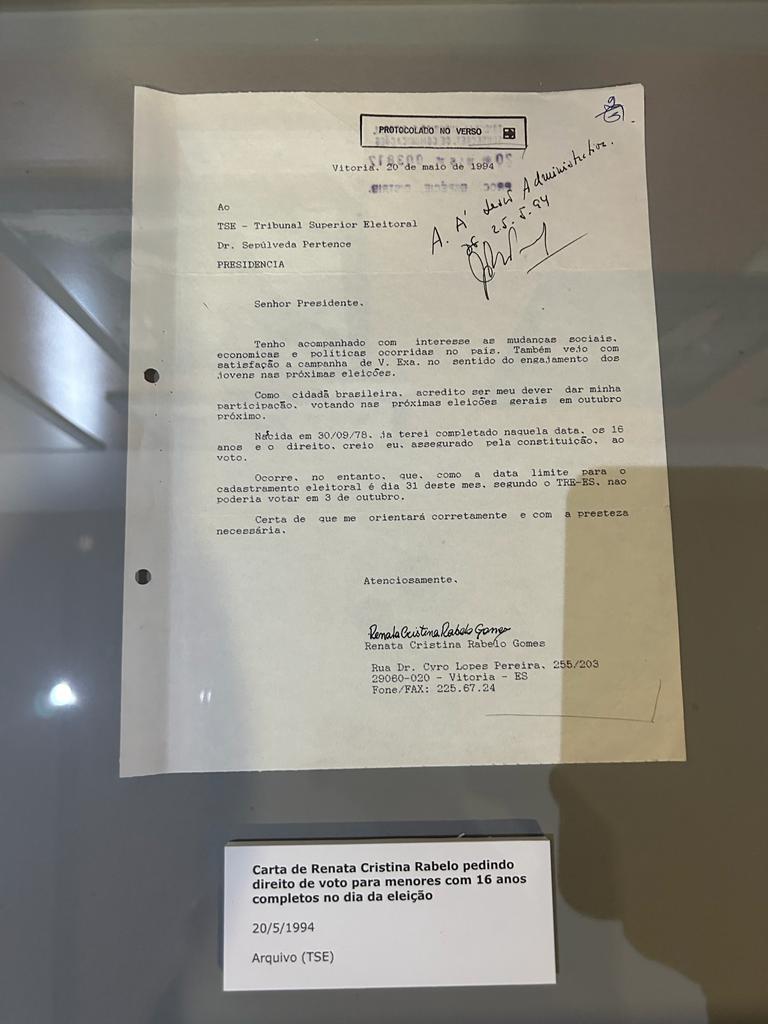 PROTOCOLADO NO VERSO
Vitoria, 20 de maio de 1994
A. À
Administrativa.
25.5.94
Ao
TSE - Tribunal Superior Eleitoral
Dr. Sepúlveda Pertence
PRESIDENCIA
Senhor Presidente,
Tenho acompanhado com interesse as mudanças sociais,
economicas e políticas ocorridas no país. Também vejo com
satisfação a campanha de V. Exa. no sentido do engajamento dos
jovens nas próximas eleicões.
Como cidadã brasileira, acredito ser meu dever dar minha
participação, votando nas próximas eleicões gerais em outubro
próximo.
Nacida em 30/09/78, ja terei completado naquela data, os 16
anos e o direito, creio eu, assegurado pela constituição, ao
voto.
Ocorre, no entanto, que, como a data limite para o
cadastramento eleitoral é dia 31 deste mes, segundo o TRE-ES, nao
poderia votar em 3 de outubro.
Certa de que me orientará corretamente e com a presteza
necessária,
Atenciosamente,
Renata Cristina Rabelo Gomes
Renata Cristina Rabelo Gomes
Rua Dr. Cyro Lopes Pereira, 255/203
29060-020 - Vitoria - ES
Fone/FAX: 225.67.24
Carta de Renata Cristina Rabelo pedindo
direito de voto para menores com 16 anos
completos no dia da eleição
20/5/1994
Arquivo (TSE)